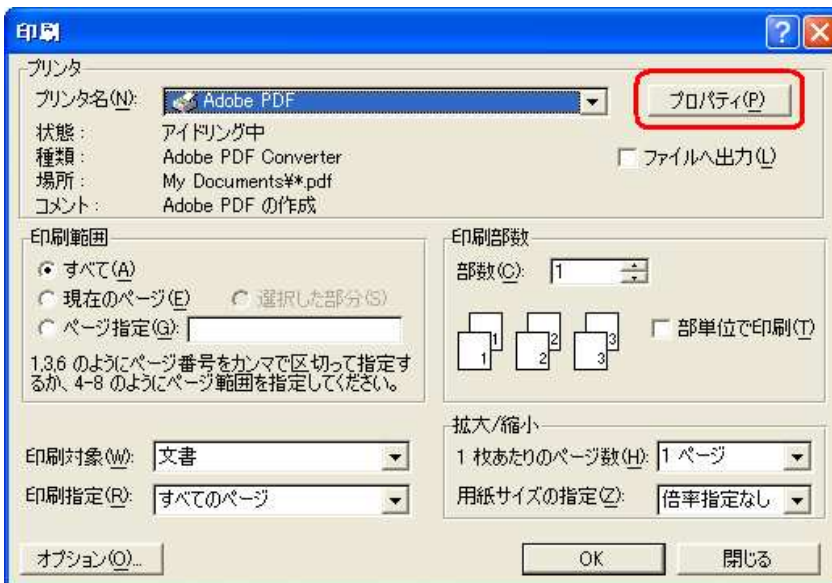 印刷
プリンタ
プリンタ名(N): Adobe PDF プロパティ(P)
状態: アイドリング中
種類: Adobe PDF Converter ファイルへ出力(L)
場所: My Documents¥*.pdf
コメント: Adobe PDF の作成
印刷範囲
すべて(A)
現在のページ(E) 選択した部分(S)
ページ指定(G):
1,3,6 のようにページ番号をカンマで区切って指定す
るか、4-8 のようにページ範囲を指定してください。
印刷部数
部数(C): 1
1 1 2 2 3 3
部単位で印刷(T)
印刷対象(W): 文書
印刷指定(R): すべてのページ
拡大/縮小
1 枚あたりのページ数(H): 1 ページ
用紙サイズの指定(Z): 倍率指定なし
オプション(O)... OK 閉じる